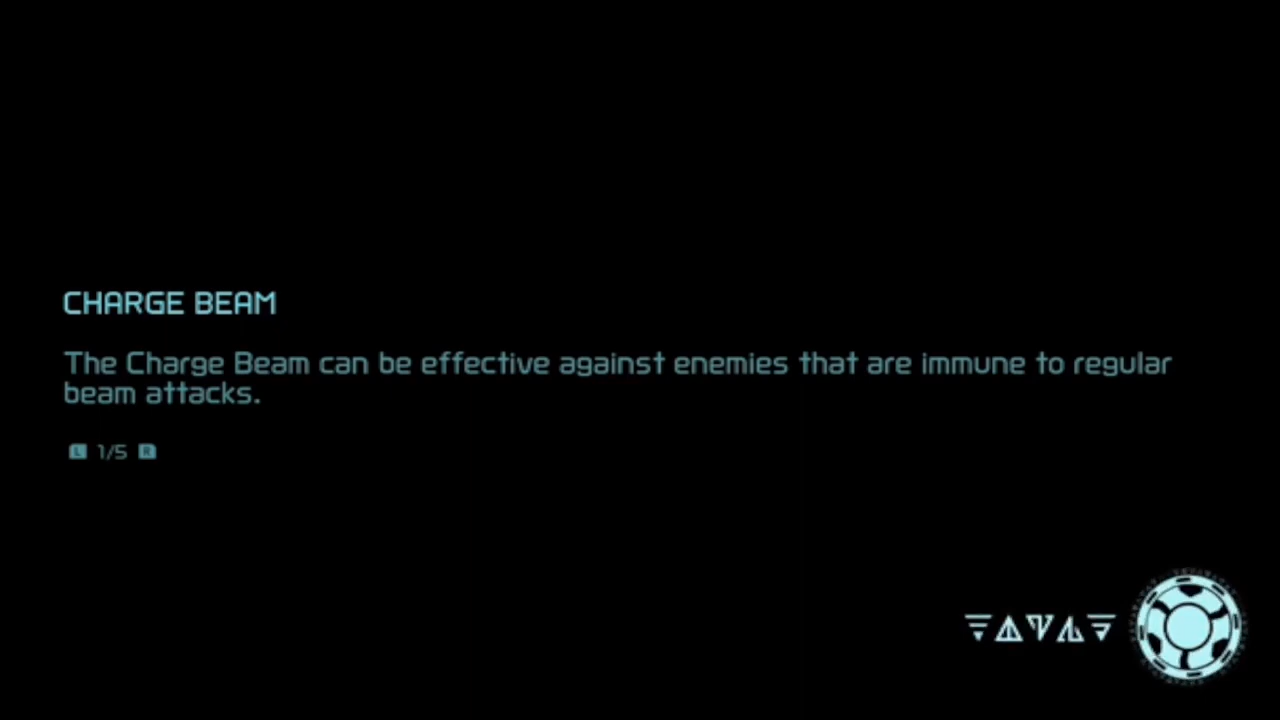 CHARGE BEAM
The Charge Beam can be effective against enemies that are immune to regular
beam attacks.
L 1/5 R